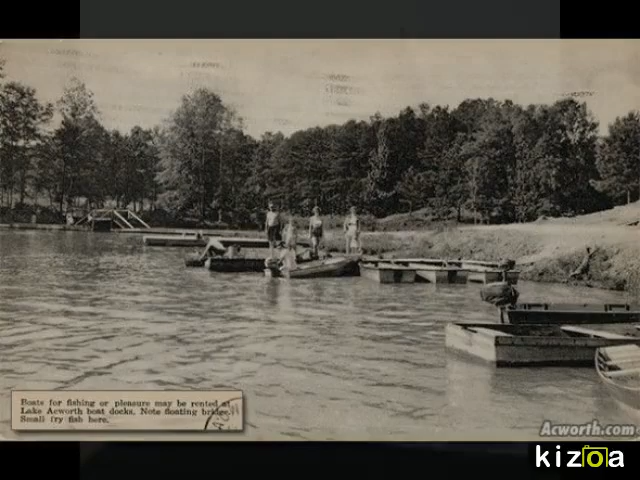 Boats for fishing or pleasure may be rented at
Lake Acworth boat docks. Note floating bridge.
Small fry fish here.
Acworth.com
kizoa